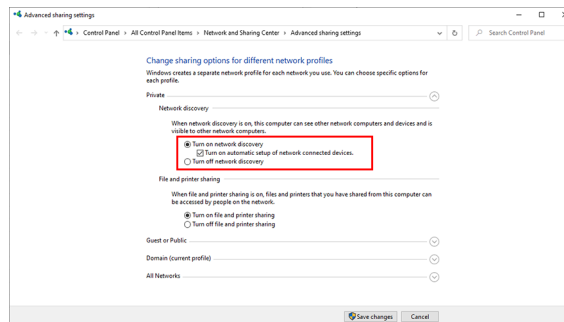 Advanced sharing settings
Control Panel › All Control Panel Items › Network and Sharing Center › Advanced sharing settings
Search Control Panel
Change sharing options for different network profiles
Windows creates a separate network profile for each network you use. You can choose specific options for
each profile.
Private
Network discovery
When network discovery is on, this computer can see other network computers and devices and is
visible to other network computers.
Turn on network discovery
Turn on automatic setup of network connected devices.
Turn off network discovery
File and printer sharing
When file and printer sharing is on, files and printers that you have shared from this computer can
be accessed by people on the network.
Turn on file and printer sharing
Turn off file and printer sharing
Guest or Public
Domain (current profile)
All Networks
Save changes Cancel